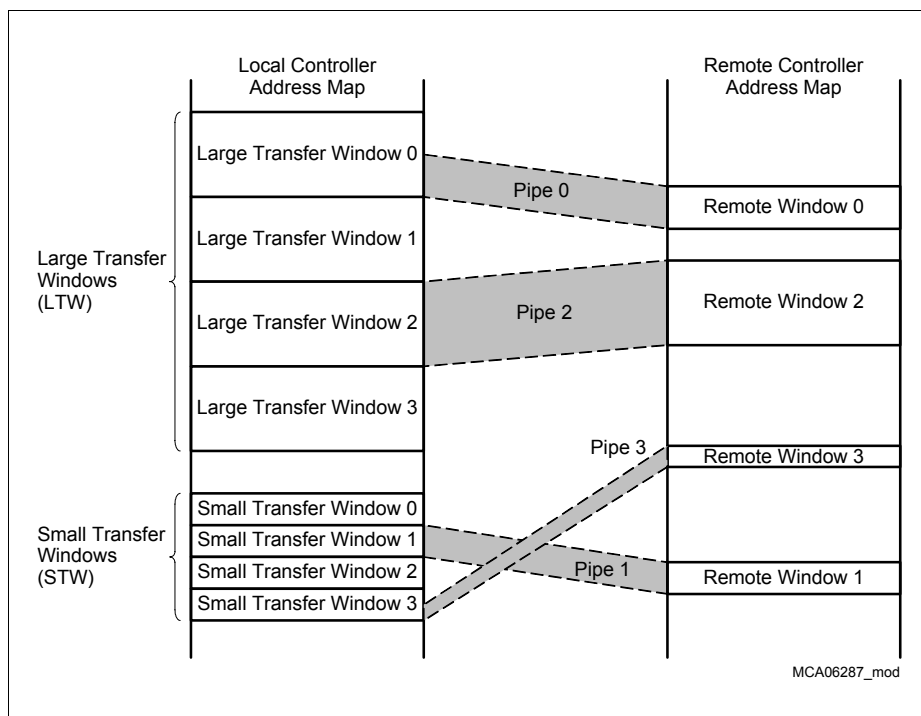 Local Controller
Address Map
Remote Controller
Address Map
Large Transfer Window 0
Pipe 0
Remote Window 0
Large Transfer Window 1
Large Transfer
Windows
(LTW)
Large Transfer Window 2
Pipe 2
Remote Window 2
Large Transfer Window 3
Pipe 3
Remote Window 3
Small Transfer Window 0
Small Transfer
Windows
(STW)
Small Transfer Window 1
Small Transfer Window 2
Pipe 1
Remote Window 1
Small Transfer Window 3
MCA06287_mod